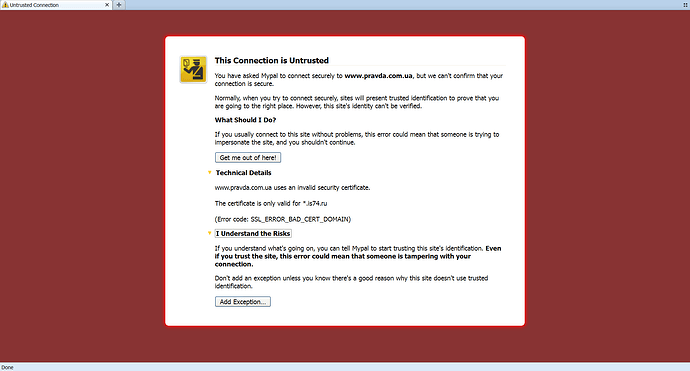 Untrusted Connection
This Connection is Untrusted
You have asked Mypal to connect securely to www.pravda.com.ua, but we can't confirm that your
connection is secure.
Normally, when you try to connect securely, sites will present trusted identification to prove that you
are going to the right place. However, this site's identity can't be verified.
What Should I Do?
If you usually connect to this site without problems, this error could mean that someone is trying to
impersonate the site, and you shouldn't continue.
Get me out of here!
Technical Details
www.pravda.com.ua uses an invalid security certificate.
The certificate is only valid for *.is74.ru
(Error code: SSL_ERROR_BAD_CERT_DOMAIN)
I Understand the Risks
If you understand what's going on, you can tell Mypal to start trusting this site's identification. Even
if you trust the site, this error could mean that someone is tampering with your
connection.
Don't add an exception unless you know there's a good reason why this site doesn't use trusted
identification.
Add Exception...
Done